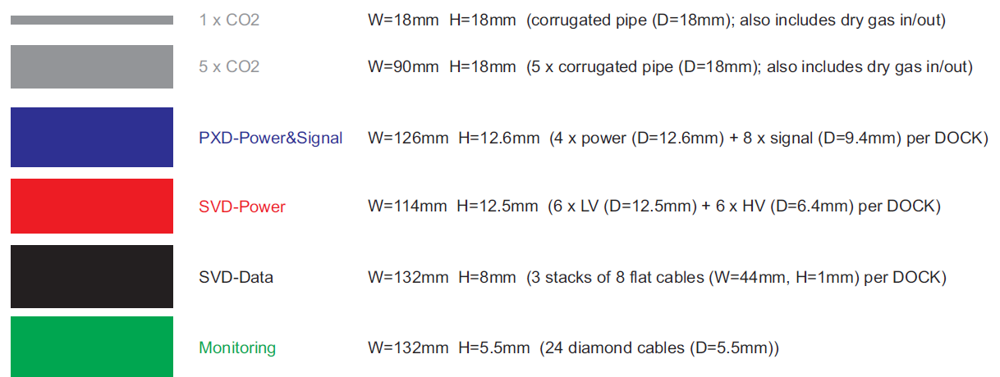 1 x CO2 W=18mm H=18mm (corrugated pipe (D=18mm); also includes dry gas in/out)
5 x CO2 W=90mm H=18mm (5 x corrugated pipe (D=18mm); also includes dry gas in/out)
PXD-Power&Signal W=126mm H=12.6mm (4 x power (D=12.6mm) + 8 x signal (D=9.4mm) per DOCK)
SVD-Power W=114mm H=12.5mm (6 x LV (D=12.5mm) + 6 x HV (D=6.4mm) per DOCK)
SVD-Data W=132mm H=8mm (3 stacks of 8 flat cables (W=44mm, H=1mm) per DOCK)
Monitoring W=132mm H=5.5mm (24 diamond cables (D=5.5mm))